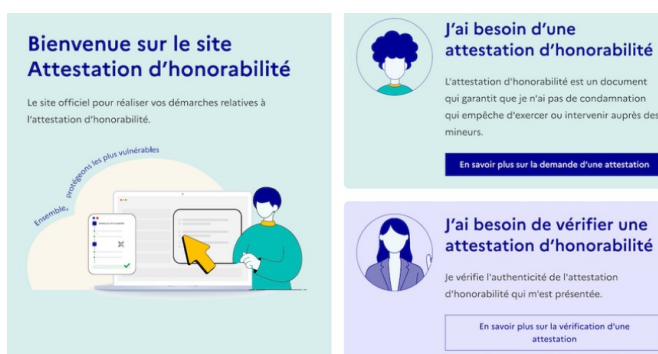 Bienvenue sur le site
Attestation d'honorabilité
Le site officiel pour réaliser vos démarches relatives à
l'attestation d'honorabilité.
Ensemble, protégeons les plus vulnérables
J'ai besoin d'une
attestation d'honorabilité
L'attestation d'honorabilité est un document
qui garantit que je n'ai pas de condamnation
qui empêche d'exercer ou intervenir auprès des
mineurs.
En savoir plus sur la demande d'une attestation
J'ai besoin de vérifier une
attestation d'honorabilité
Je vérifie l'authenticité de l'attestation
d'honorabilité qui m'est présentée.
En savoir plus sur la vérification d'une
attestation